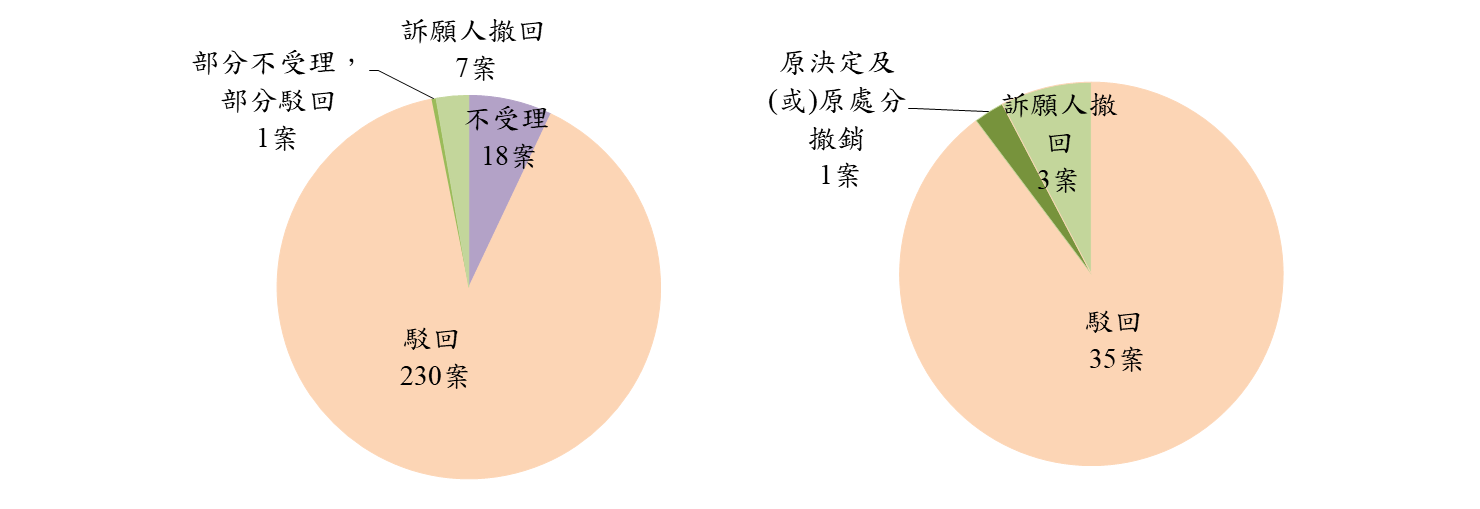 訴願人撤回
7案
部分不受理，
部分駁回
1案
不受理
18案
駁回
230案
原決定及
(或)原處分
撤銷
1案
訴願人撤
回
3案
駁回
35案